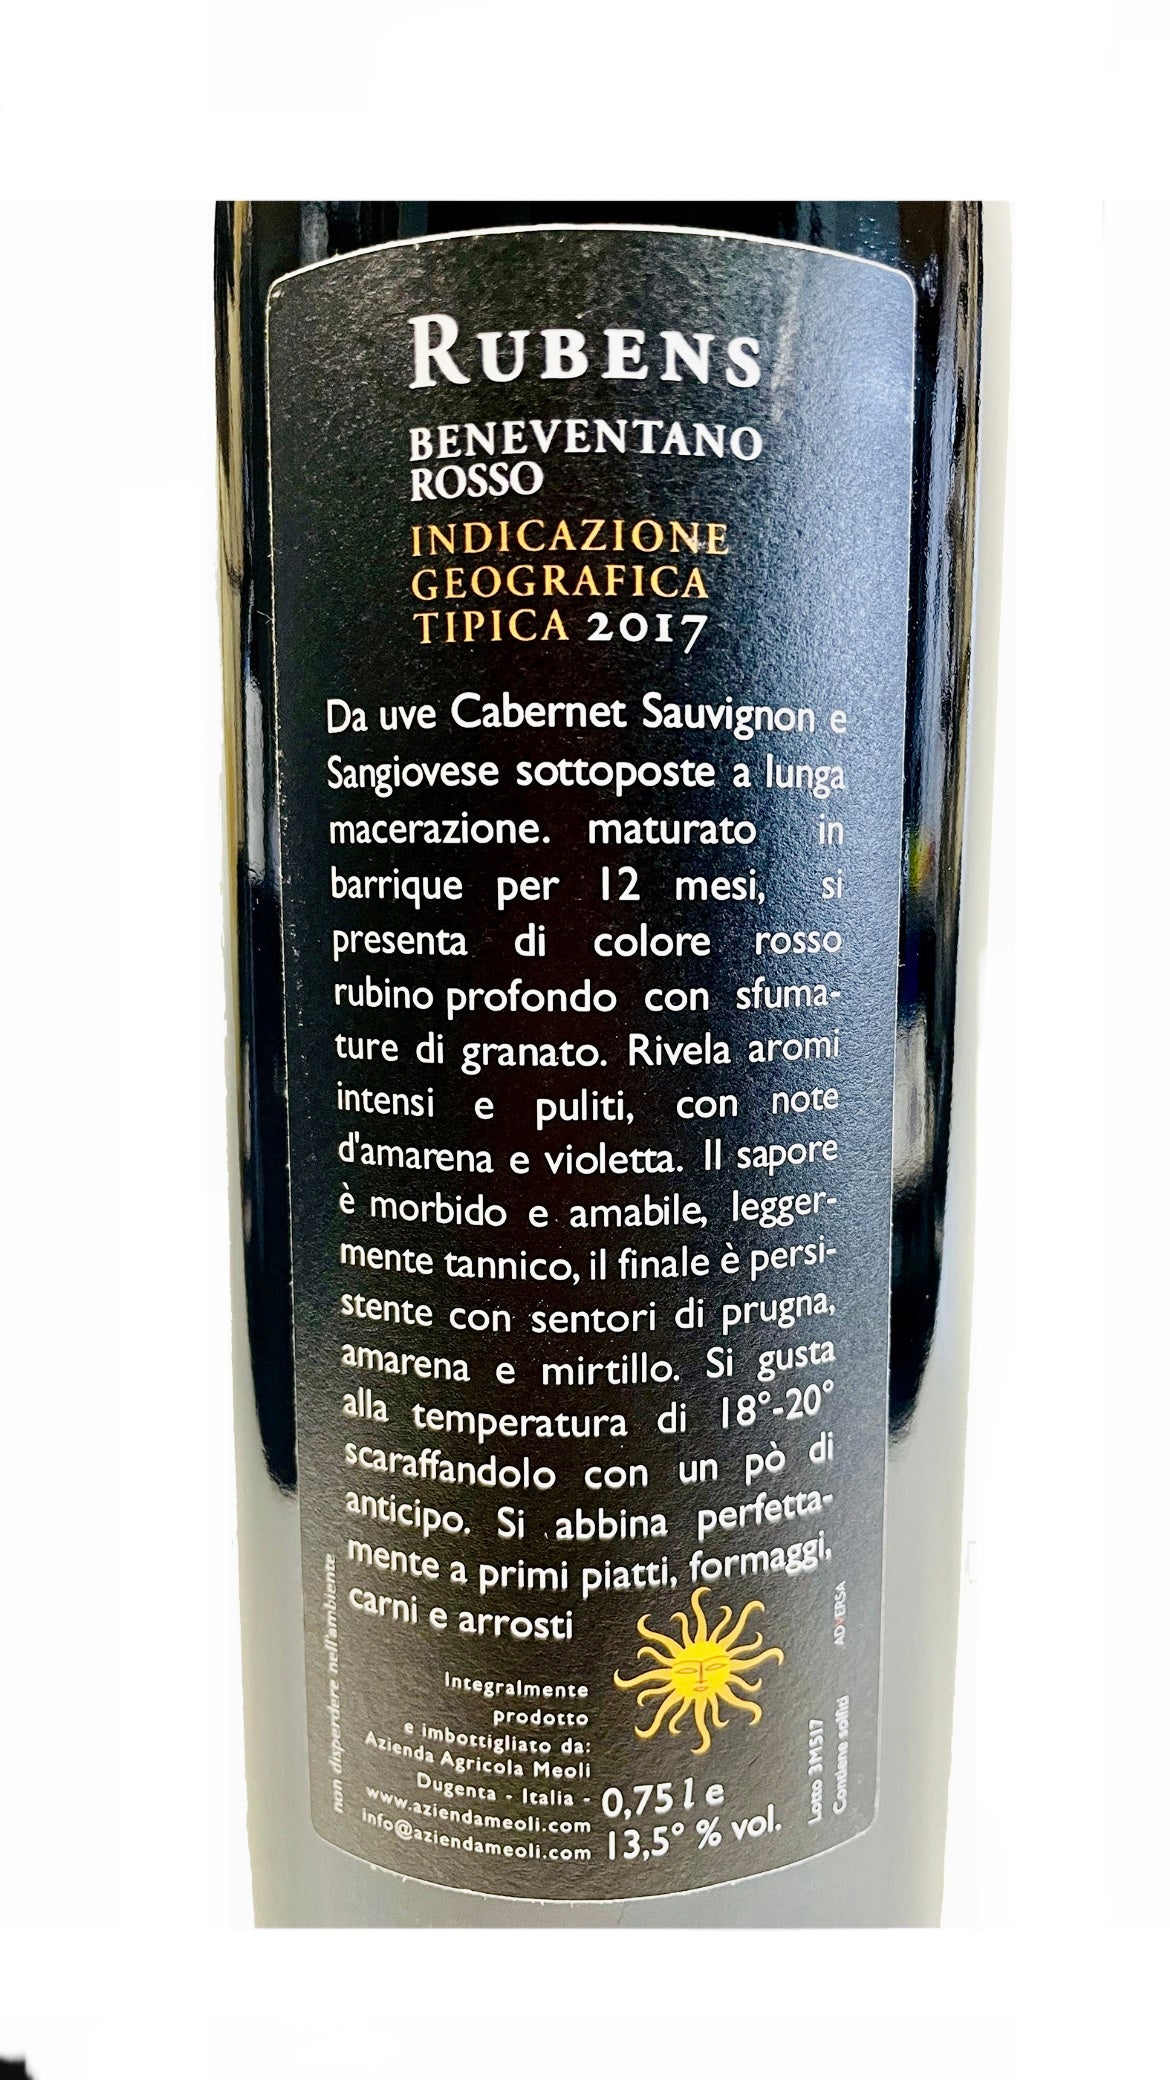 RUBENS
BENEVENTANO
ROSSO
INDICAZIONE
GEOGRAFICA
TIPICA 2017
Da uve Cabernet Sauvignon e
Sangiovese sottoposte a lunga
macerazione. maturato in
barrique per 12 mesi, si
presenta di colore rosso
rubino profondo con sfuma-
ture di granato. Rivela aromi
intensi e puliti, con note
d'amarena e violetta. Il sapore
è morbido e amabile, legger-
mente tannico, il finale è persi-
stente con sentori di prugna,
amarena e mirtillo. Si gusta
alla temperatura di 18°-20°
scaraffandolo con un pò di
anticipo. Si abbina perfetta-
mente a primi piatti, formaggi,
carni e arrosti
non disperdere nell'ambiente
Integralmente
prodotto
e imbottigliato da:
Azienda Agricola Meoli
Dugenta - Italia -
www.aziendameoli.com
info@aziendameoli.com
0,75 l e
13,5° % vol.
Lotto 3M517
Contiene solfiti
ADVERSA